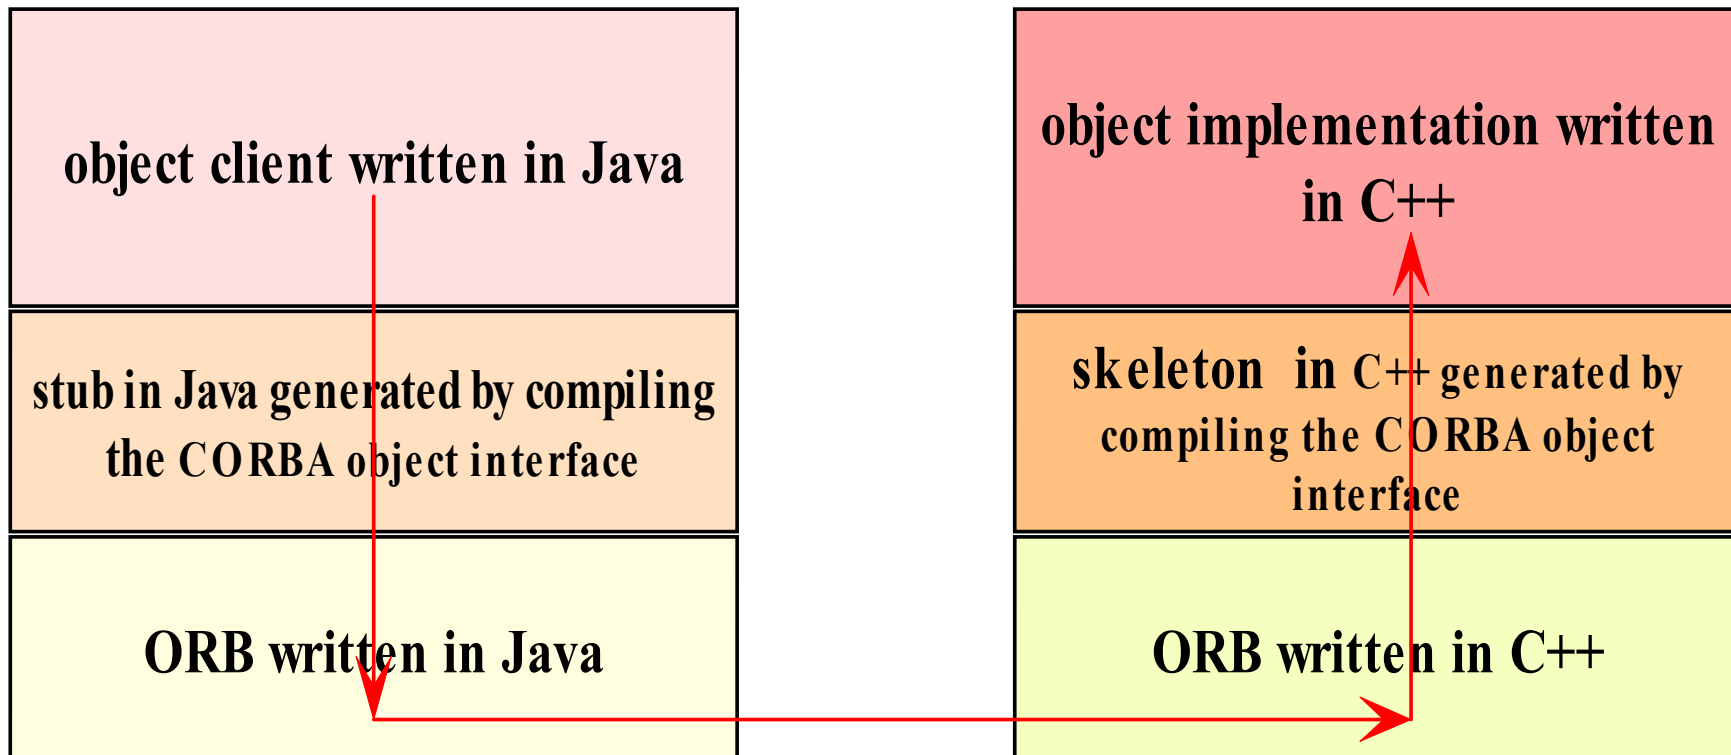 object client written in Java
stub in Java generated by compiling
the CORBA object interface
ORB written in Java
object implementation written
in C++
skeleton in C++ generated by
compiling the CORBA object
interface
ORB written in C++